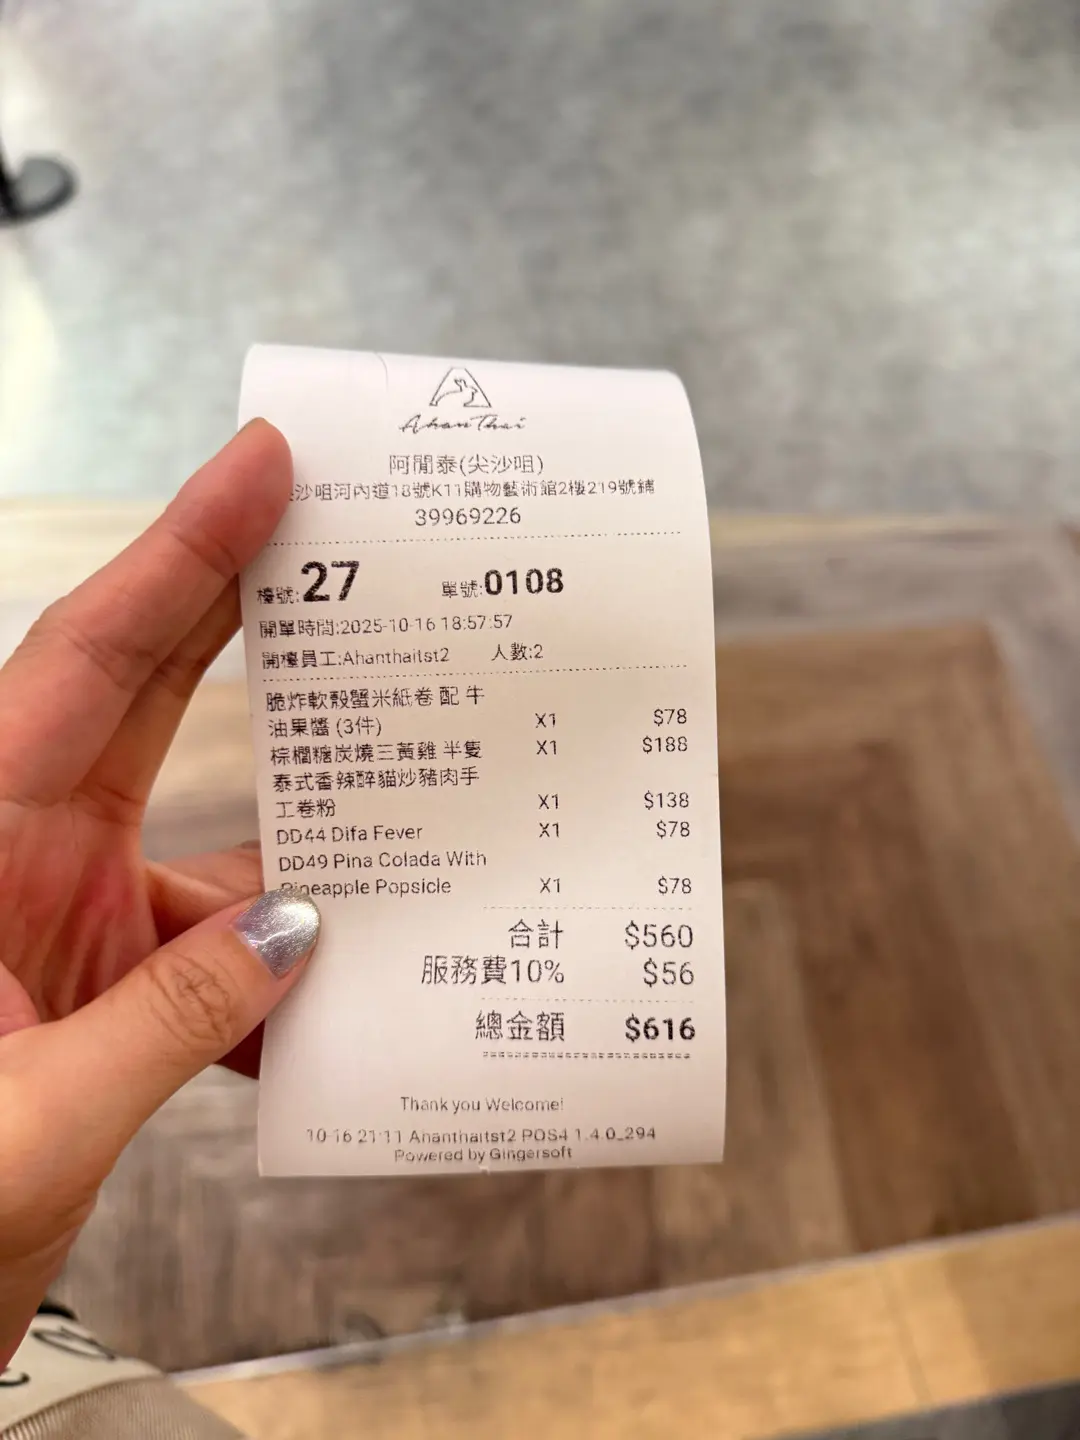 Ahan Thai
阿閒泰(尖沙咀)
沙咀河內道18號K11購物藝術館2樓219號鋪
39969226
檯號:27 單號:0108
開單時間:2025-10-16 18:57:57
開檯員工:Ahanthaitst2 人數:2
脆炸軟殼蟹米紙卷 配 牛
油果醬 (3件) X1 $78
棕櫚糖炭燒三黃雞 半隻 X1 $188
泰式香辣醉貓炒豬肉手
工卷粉 X1 $138
DD44 Difa Fever X1 $78
DD49 Pina Colada With
Pineapple Popsicle X1 $78
合計 $560
服務費10% $56
總金額 $616
Thank you Welcome!
10-16 21:11 Ahanthaitst2 POS4 1.4.0_294
Powered by Gingersoft